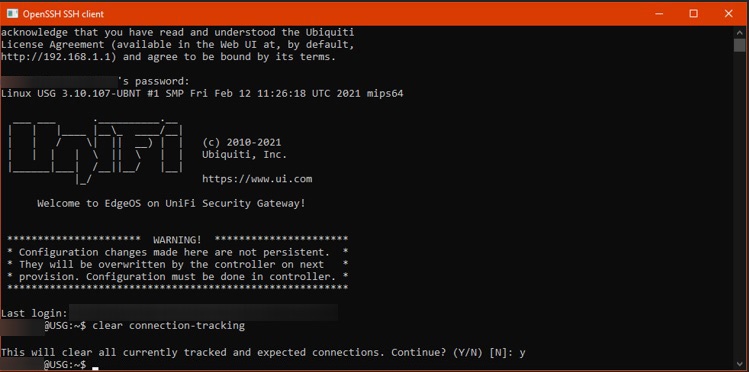 OpenSSH SSH client
acknowledge that you have read and understood the Ubiquiti
License Agreement (available in the Web UI at, by default,
http://192.168.1.1) and agree to be bound by its terms.
's password:
Linux USG 3.10.107-UBNT #1 SMP Fri Feb 12 11:26:18 UTC 2021 mips64
UniFi
(c) 2010-2021
Ubiquiti, Inc.
https://www.ui.com
Welcome to EdgeOS on UniFi Security Gateway!
********************** WARNING! **********************
* Configuration changes made here are not persistent. *
* They will be overwritten by the controller on next *
* provision. Configuration must be done in controller. *
********************************************************
Last login:
@USG:~$ clear connection-tracking
This will clear all currently tracked and expected connections. Continue? (Y/N) [N]: y
@USG:~$